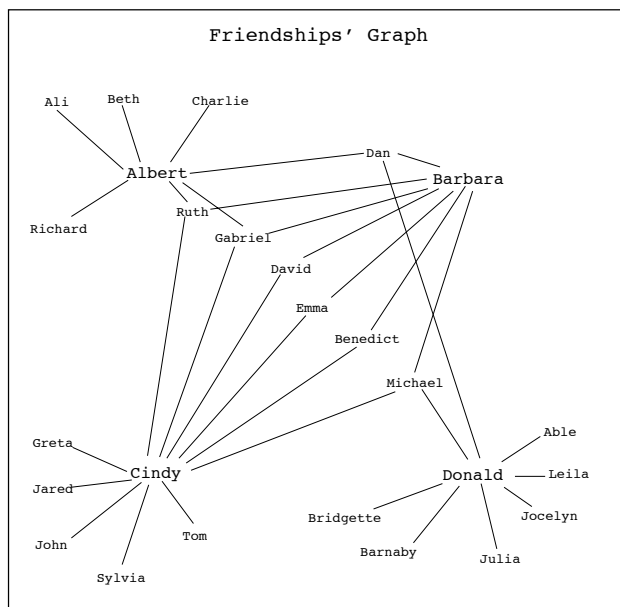 Friendships' Graph
Ali
Beth
Charlie
Dan
Albert
Barbara
Ruth
Richard
Gabriel
David
Emma
Benedict
Michael
Able
Greta
Cindy
Donald
Leila
Jared
Jocelyn
Bridgette
Tom
John
Barnaby
Julia
Sylvia